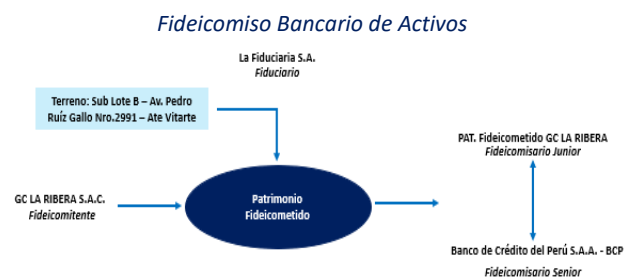 Fideicomiso Bancario de Activos
La Fiduciaria S.A.
Fiduciario
Terreno: Sub Lote B – Av. Pedro
Ruíz Gallo Nro.2991 – Ate Vitarte
PAT. Fideicometido GC LA RIBERA
Fideicomisario Junior
GC LA RIBERA S.A.C.
Fideicomitente
Patrimonio
Fideicometido
Banco de Crédito del Perú S.A.A. - BCP
Fideicomisario Senior